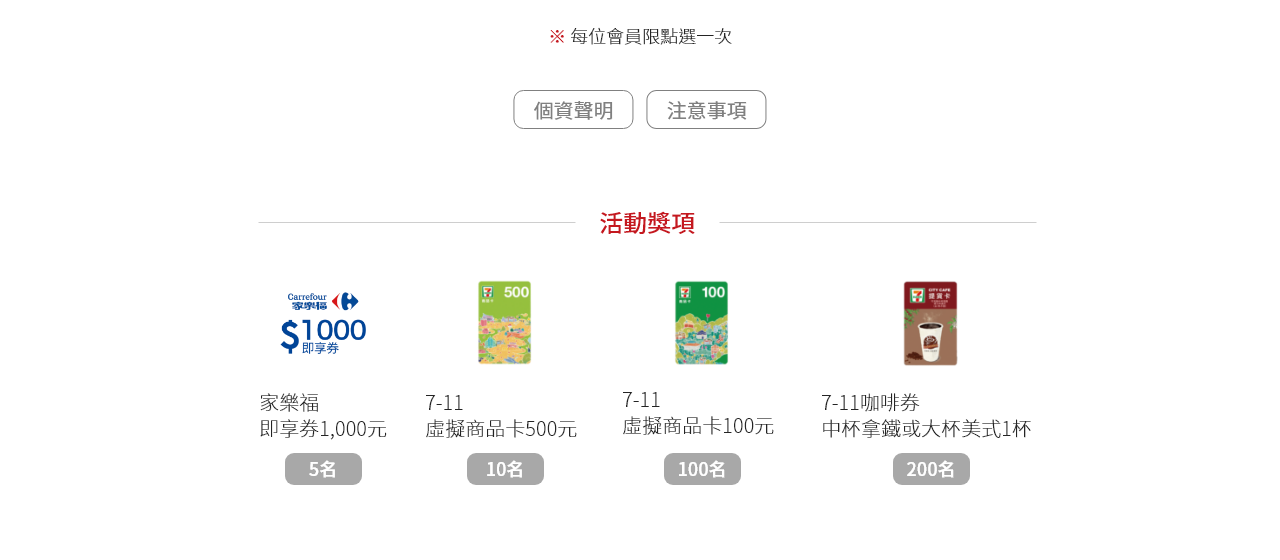 ※ 每位會員限點選一次
個資聲明 注意事項
活動獎項
Carrefour
家樂福
$1000
即享券
500
100
CITY CAFE
提貨卡
家樂福
即享券1,000元
7-11
虛擬商品卡500元
7-11
虛擬商品卡100元
7-11咖啡券
中杯拿鐵或大杯美式1杯
5名 10名 100名 200名